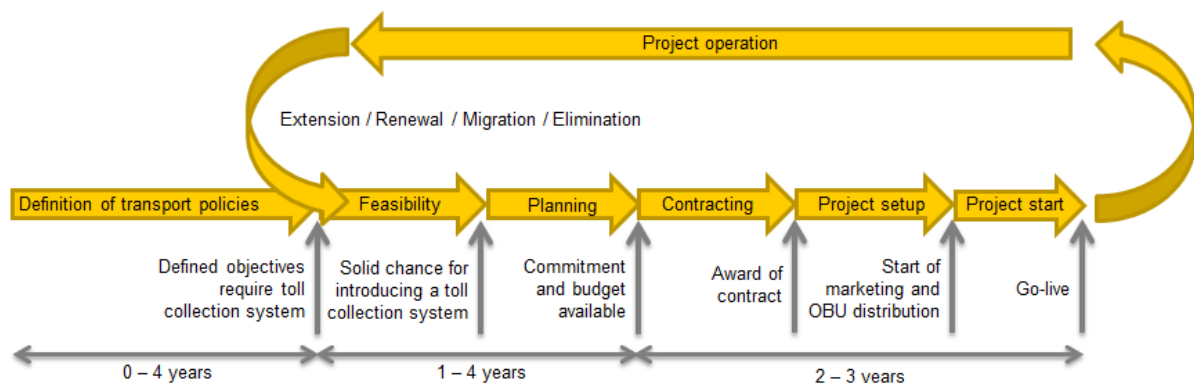 Project operation
Extension / Renewal / Migration / Elimination
Definition of transport policies
Feasibility
Planning
Contracting
Project setup
Project start
Defined objectives
require toll
collection system
Solid chance for
introducing a toll
collection system
Commitment
and budget
available
Award of
contract
Start of
marketing and
OBU distribution
Go-live
0 – 4 years
1 – 4 years
2 – 3 years